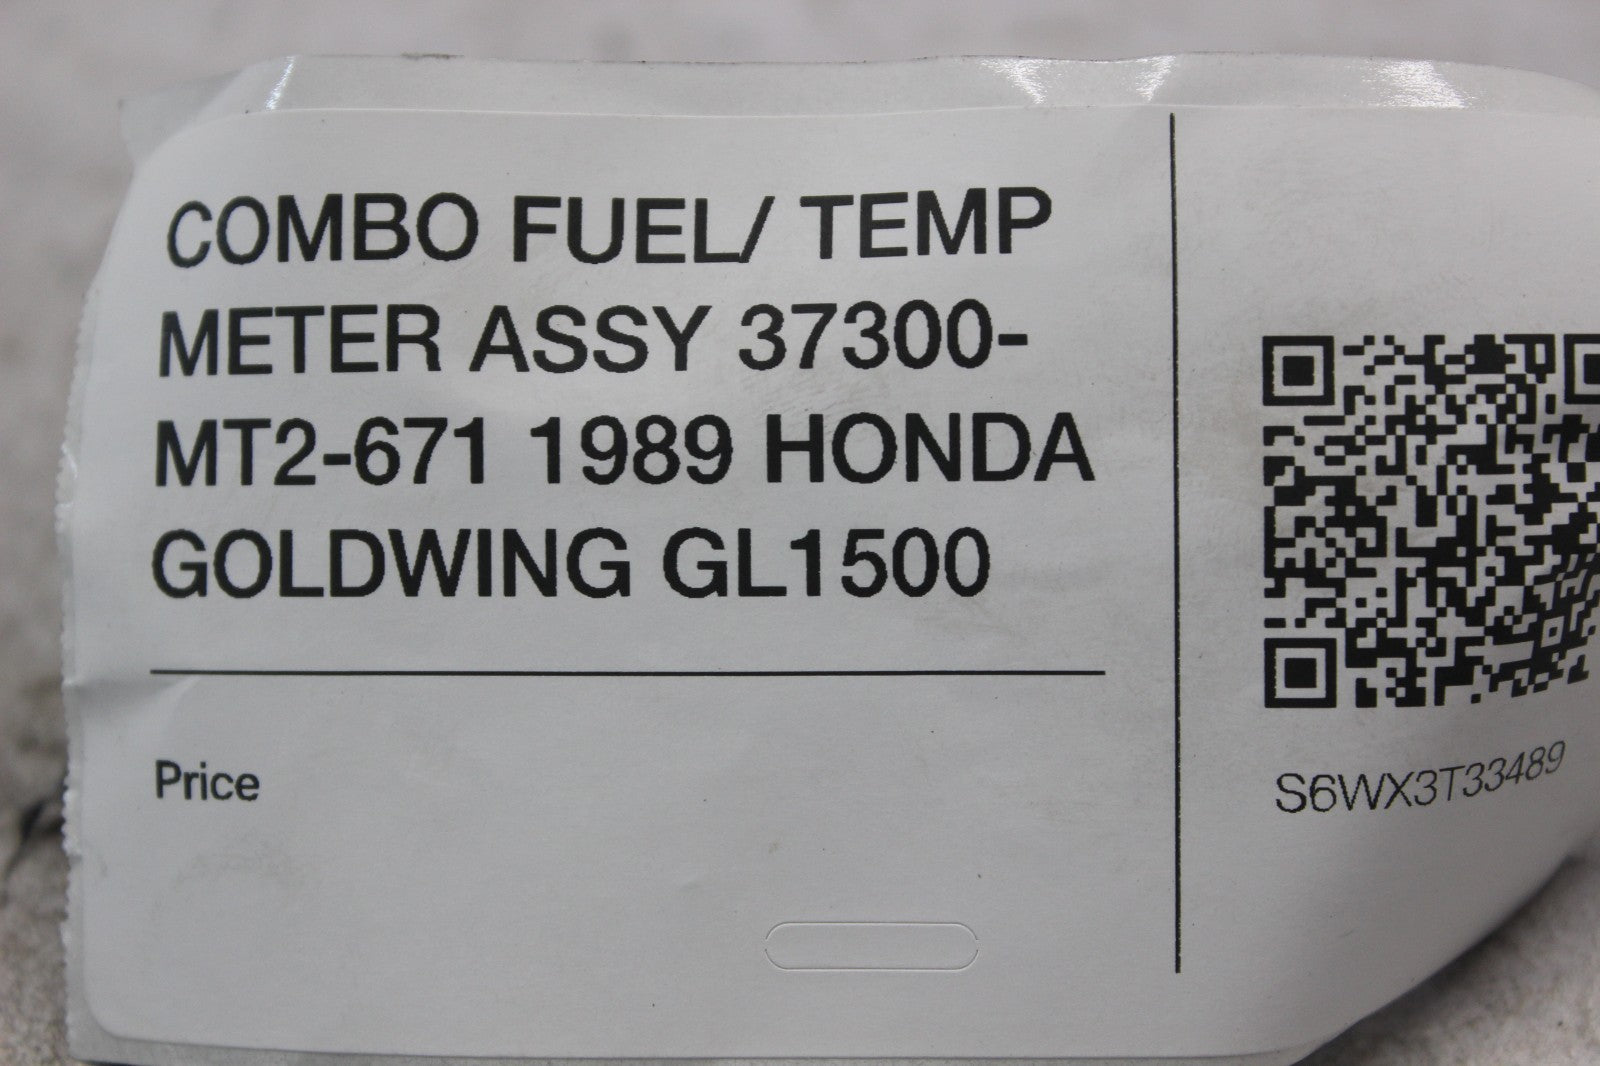 COMBO FUEL/ TEMP
METER ASSY 37300-
MT2-671 1989 HONDA
GOLDWING GL1500
Price
S6WX3T33489